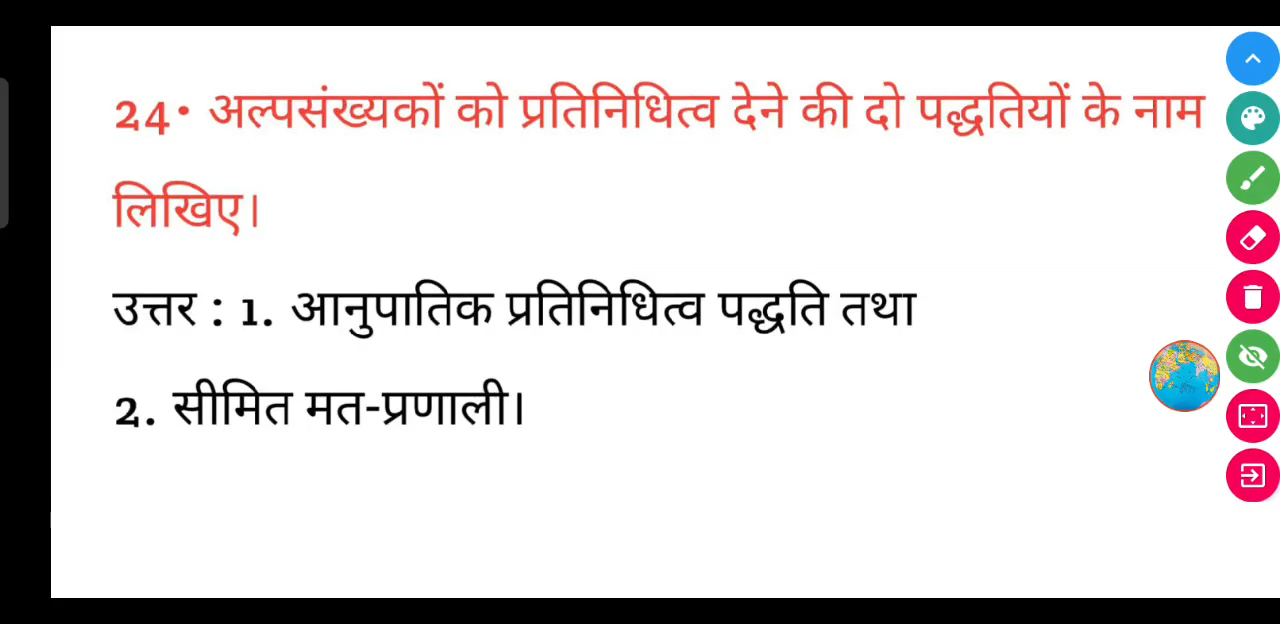 24• अल्पसंख्यकों को प्रतिनिधित्व देने की दो पद्धतियों के नाम
लिखिए।
उत्तर : 1. आनुपातिक प्रतिनिधित्व पद्धति तथा
2. सीमित मत-प्रणाली।